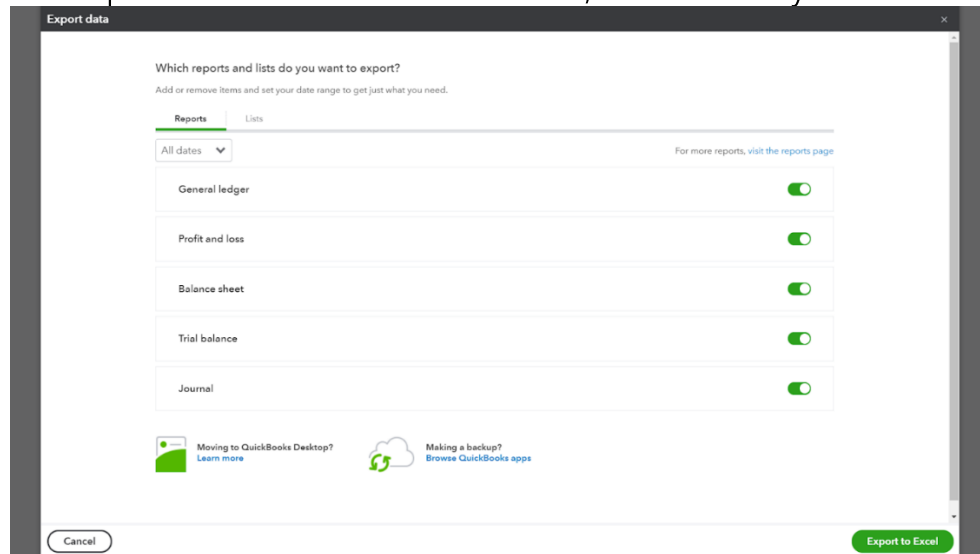 Export data
Which reports and lists do you want to export?
Add or remove items and set your date range to get just what you need.
Reports Lists
All dates For more reports, visit the reports page
General ledger
Profit and loss
Balance sheet
Trial balance
Journal
Moving to QuickBooks Desktop?
Learn more
Making a backup?
Browse QuickBooks apps
Cancel Export to Excel